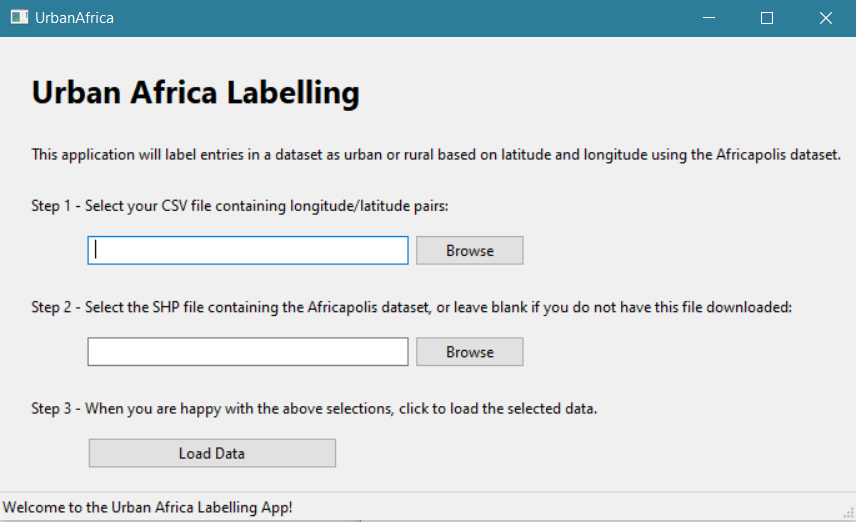 UrbanAfrica
Urban Africa Labelling
This application will label entries in a dataset as urban or rural based on latitude and longitude using the Africapolis dataset.
Step 1 - Select your CSV file containing longitude/latitude pairs:
Browse
Step 2 - Select the SHP file containing the Africapolis dataset, or leave blank if you do not have this file downloaded:
Browse
Step 3 - When you are happy with the above selections, click to load the selected data.
Load Data
Welcome to the Urban Africa Labelling App!